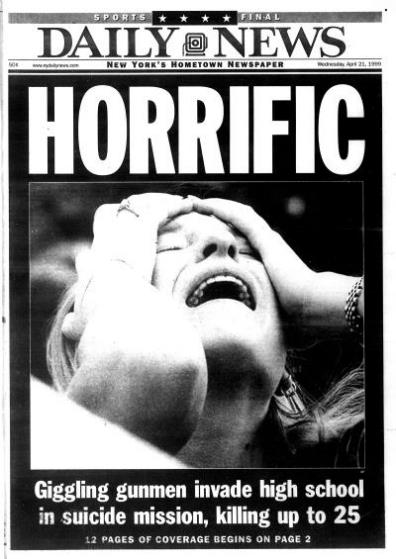 SPORTS ★ ★ ★ ★ FINAL
DAILY NEWS
50¢ www.nydailynews.com NEW YORK'S HOMETOWN NEWSPAPER Wednesday, April 21, 1999
HORRIFIC
Giggling gunmen invade high school
in suicide mission, killing up to 25
12 PAGES OF COVERAGE BEGINS ON PAGE 2